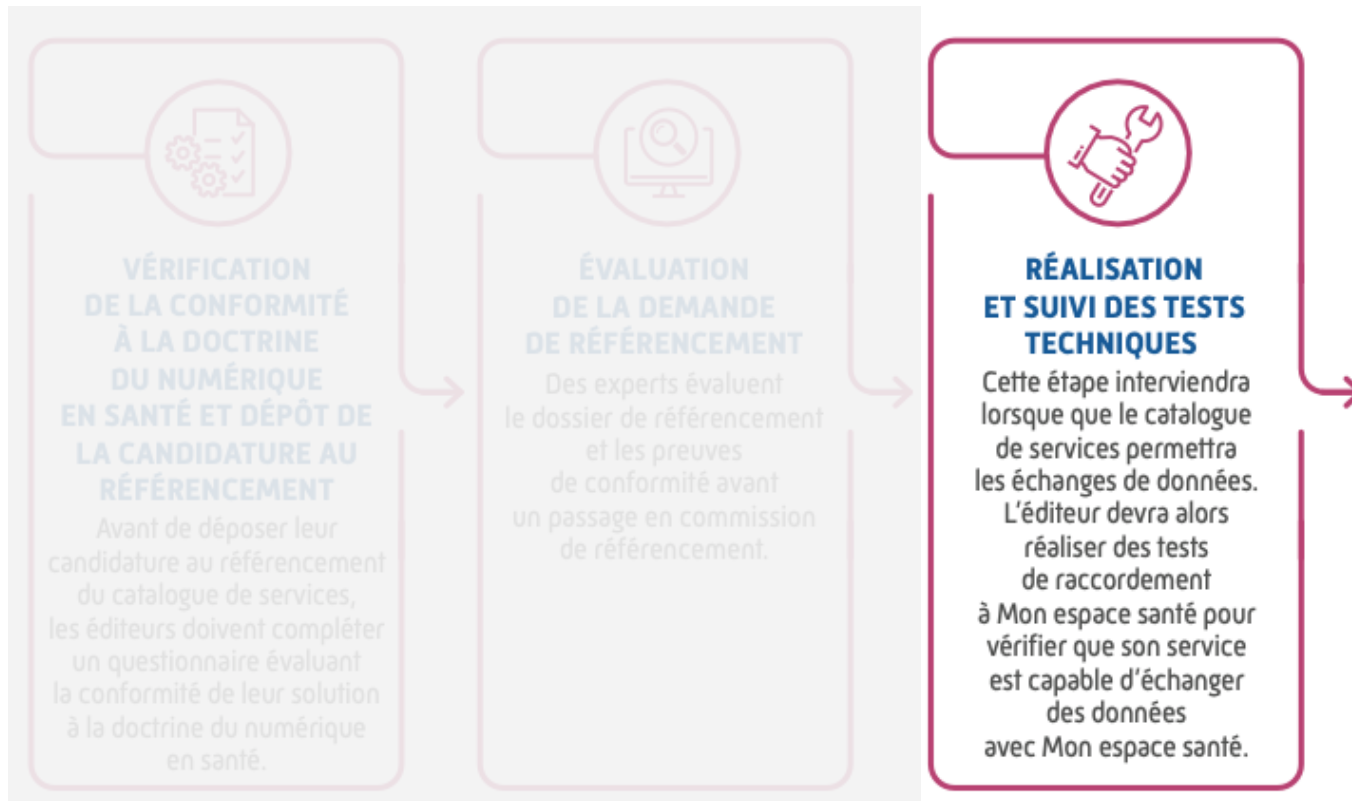 VÉRIFICATION
DE LA CONFORMITÉ
À LA DOCTRINE
DU NUMÉRIQUE
EN SANTÉ ET DÉPÔT DE
LA CANDIDATURE AU
RÉFÉRENCEMENT
Avant de déposer leur
candidature au référencement
du catalogue de services,
les éditeurs doivent compléter
un questionnaire évaluant
la conformité de leur solution
à la doctrine du numérique
en santé.
ÉVALUATION
DE LA DEMANDE
DE RÉFÉRENCEMENT
Des experts évaluent
le dossier de référencement
et les preuves
de conformité avant
un passage en commission
de référencement.
RÉALISATION
ET SUIVI DES TESTS
TECHNIQUES
Cette étape interviendra
lorsque que le catalogue
de services permettra
les échanges de données.
L'éditeur devra alors
réaliser des tests
de raccordement
à Mon espace santé pour
vérifier que son service
est capable d'échanger
des données
avec Mon espace santé.